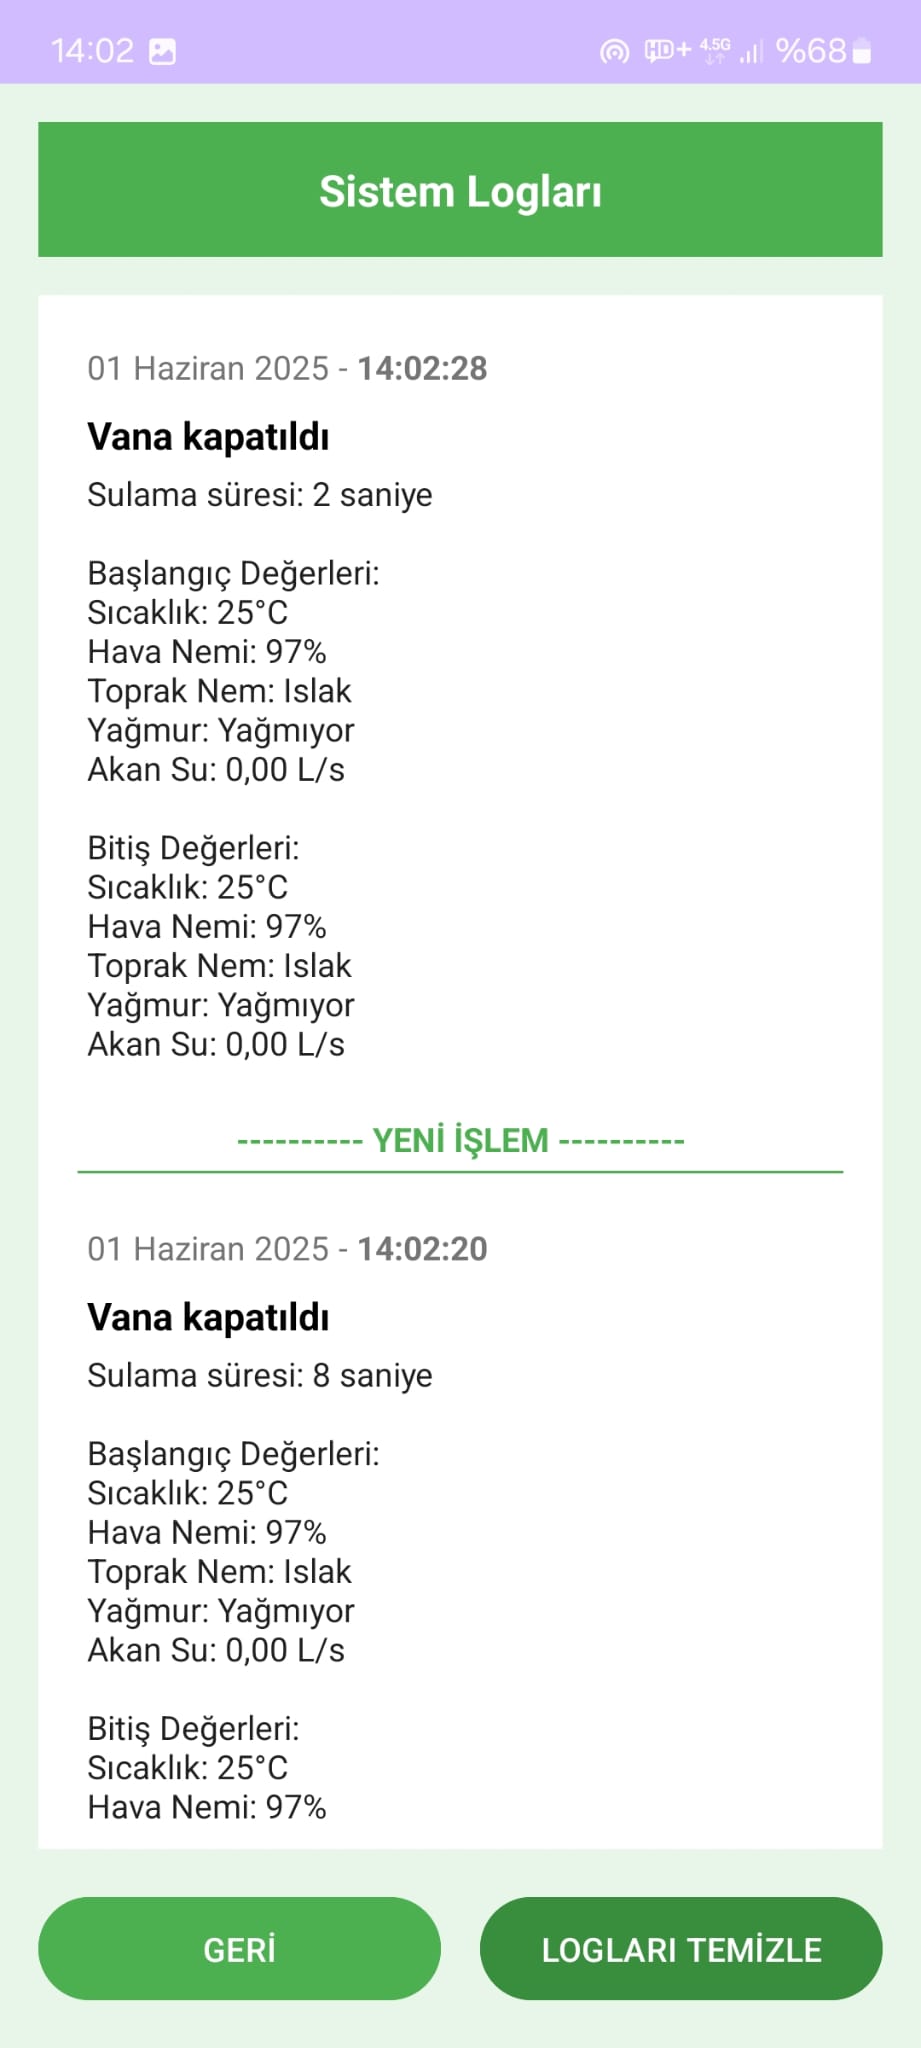 14:02
HD+ 4.5G %68
Sistem Logları
01 Haziran 2025 - 14:02:28
Vana kapatıldı
Sulama süresi: 2 saniye
Başlangıç Değerleri:
Sıcaklık: 25°C
Hava Nemi: 97%
Toprak Nem: Islak
Yağmur: Yağmıyor
Akan Su: 0,00 L/s
Bitiş Değerleri:
Sıcaklık: 25°C
Hava Nemi: 97%
Toprak Nem: Islak
Yağmur: Yağmıyor
Akan Su: 0,00 L/s
---------- YENİ İŞLEM ----------
01 Haziran 2025 - 14:02:20
Vana kapatıldı
Sulama süresi: 8 saniye
Başlangıç Değerleri:
Sıcaklık: 25°C
Hava Nemi: 97%
Toprak Nem: Islak
Yağmur: Yağmıyor
Akan Su: 0,00 L/s
Bitiş Değerleri:
Sıcaklık: 25°C
Hava Nemi: 97%
GERİ
LOGLARI TEMİZLE